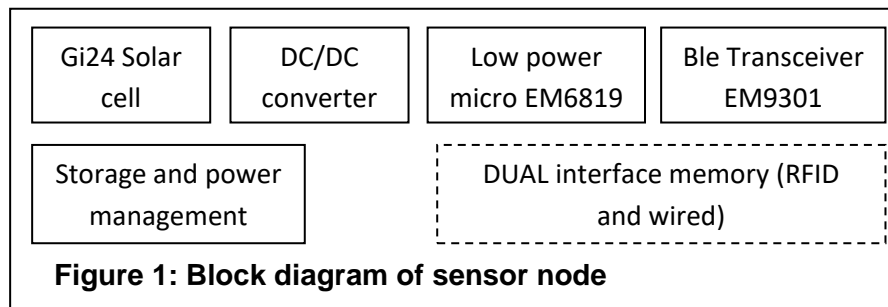 Gi24 Solar
cell
DC/DC
converter
Low power
micro EM6819
Ble Transceiver
EM9301
Storage and power
management
DUAL interface memory (RFID
and wired)
Figure 1: Block diagram of sensor node